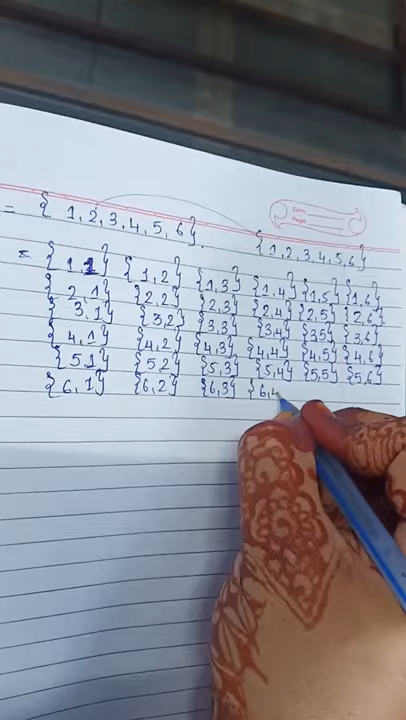 = { 1, 2, 3, 4, 5, 6 }. { 1, 2, 3, 4, 5, 6 }
= { 1, 1 } { 1, 2 } { 1, 3 } { 1, 4 } { 1, 5 } { 1, 6 }
{ 2, 1 } { 2, 2 } { 2, 3 } { 2, 4 } { 2, 5 } { 2, 6 }
{ 3, 1 } { 3, 2 } { 3, 3 } { 3, 4 } { 3 5 } { 3, 6 }
{ 4, 1 } { 4, 2 } { 4, 3 } { 4, 4 } { 4, 5 } { 4, 6 }
{ 5, 1 } { 5, 2 } { 5, 3 } { 5, 4 } { 5, 5 } { 5, 6 }
{ 6, 1 } { 6, 2 } { 6, 3 } { 6, 4